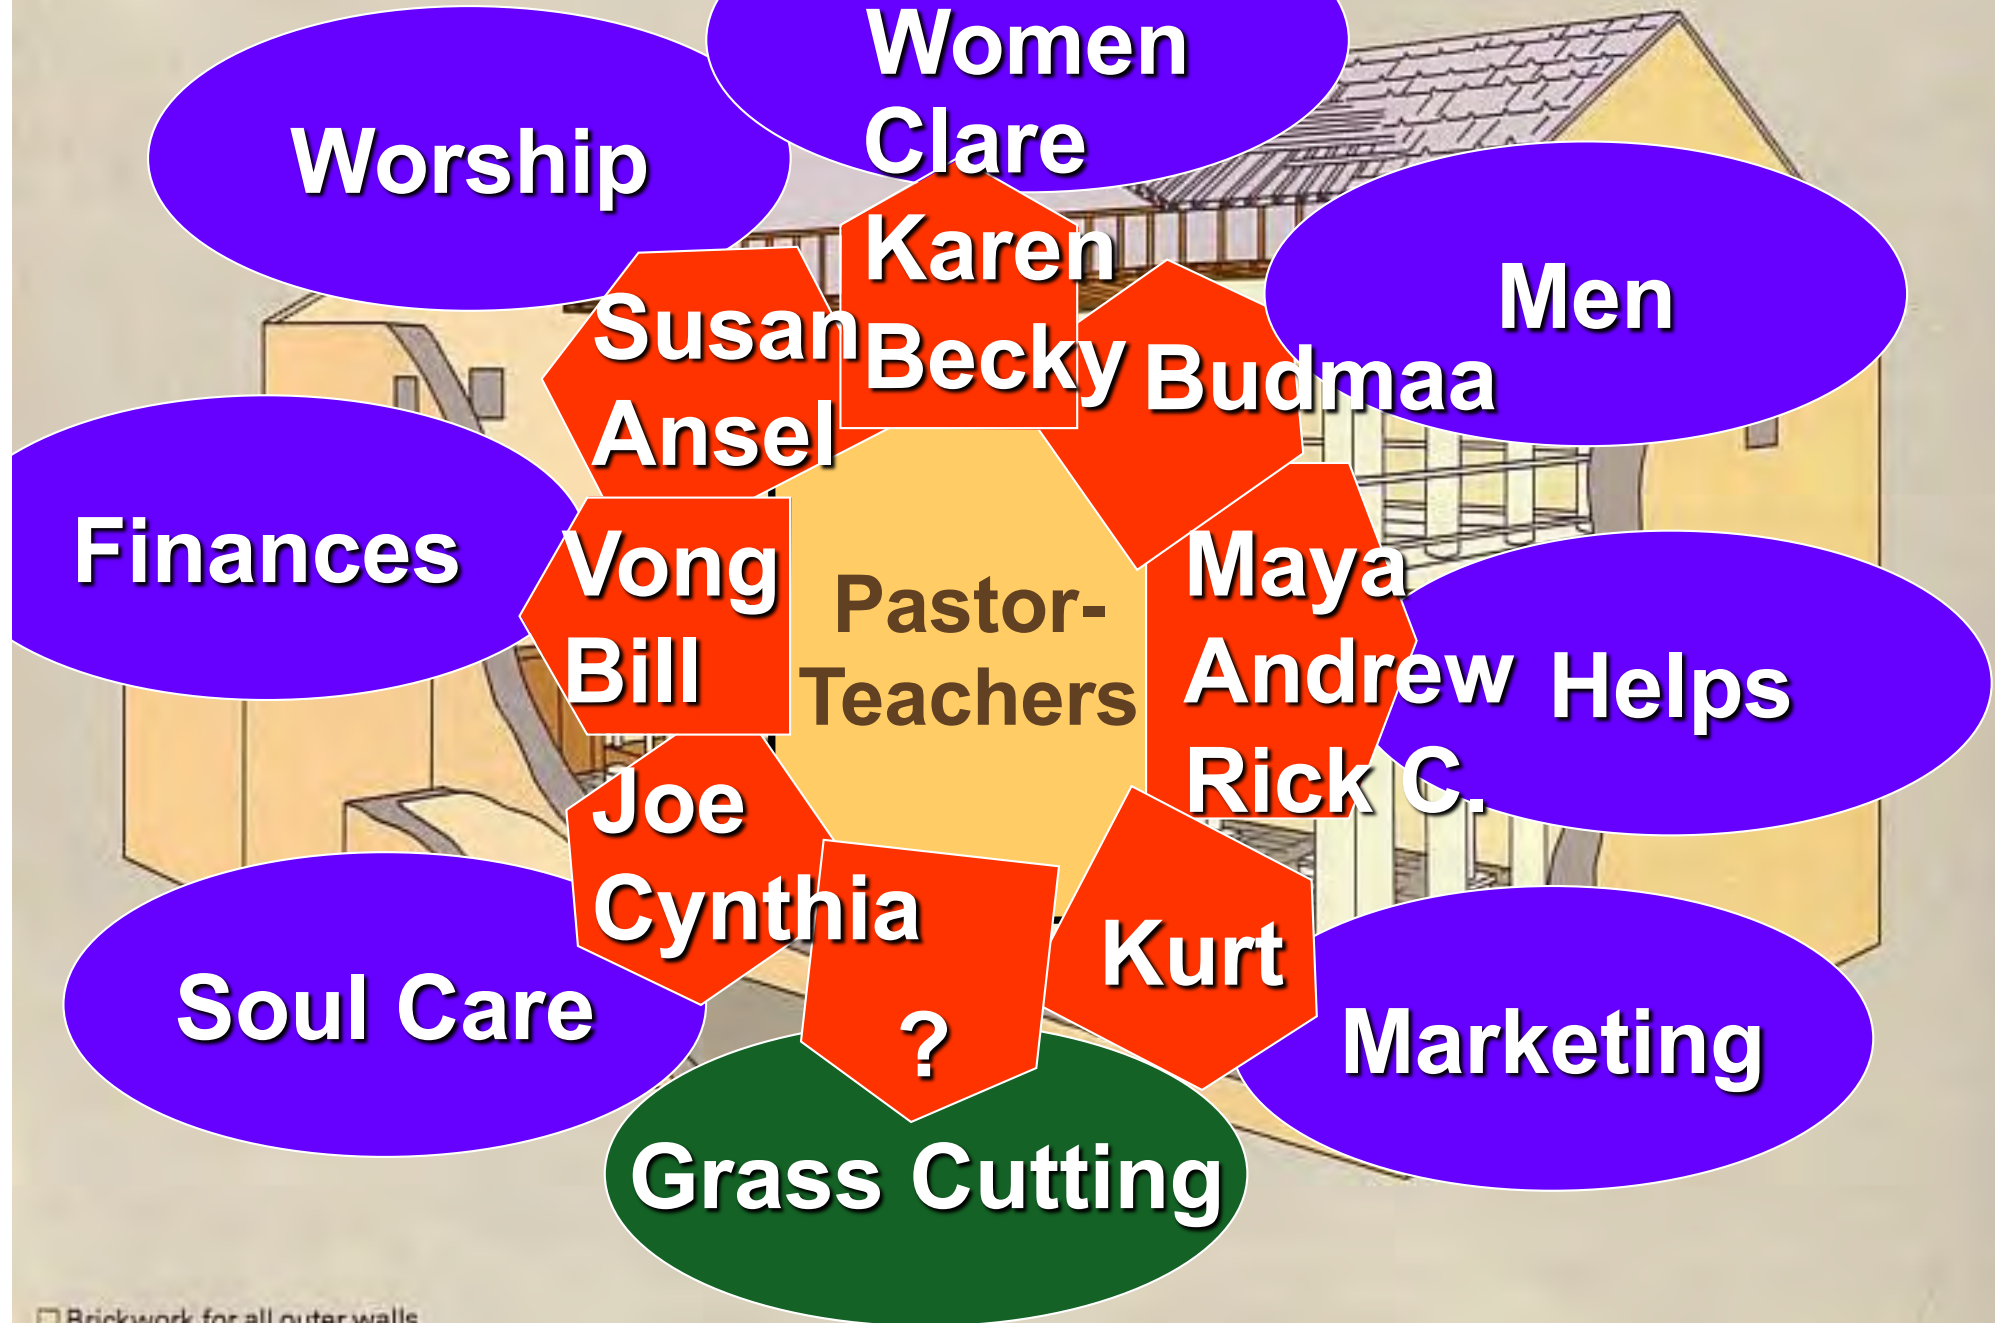 Women
Clare
Karen
Becky
Worship
Susan
Ansel
Men
Budmaa
Finances
Vong
Bill
Pastor-
Teachers
Maya
Andrew
Rick C.
Helps
Joe
Cynthia
Soul Care
?
Kurt
Marketing
Grass Cutting
Brickwork for all outer walls